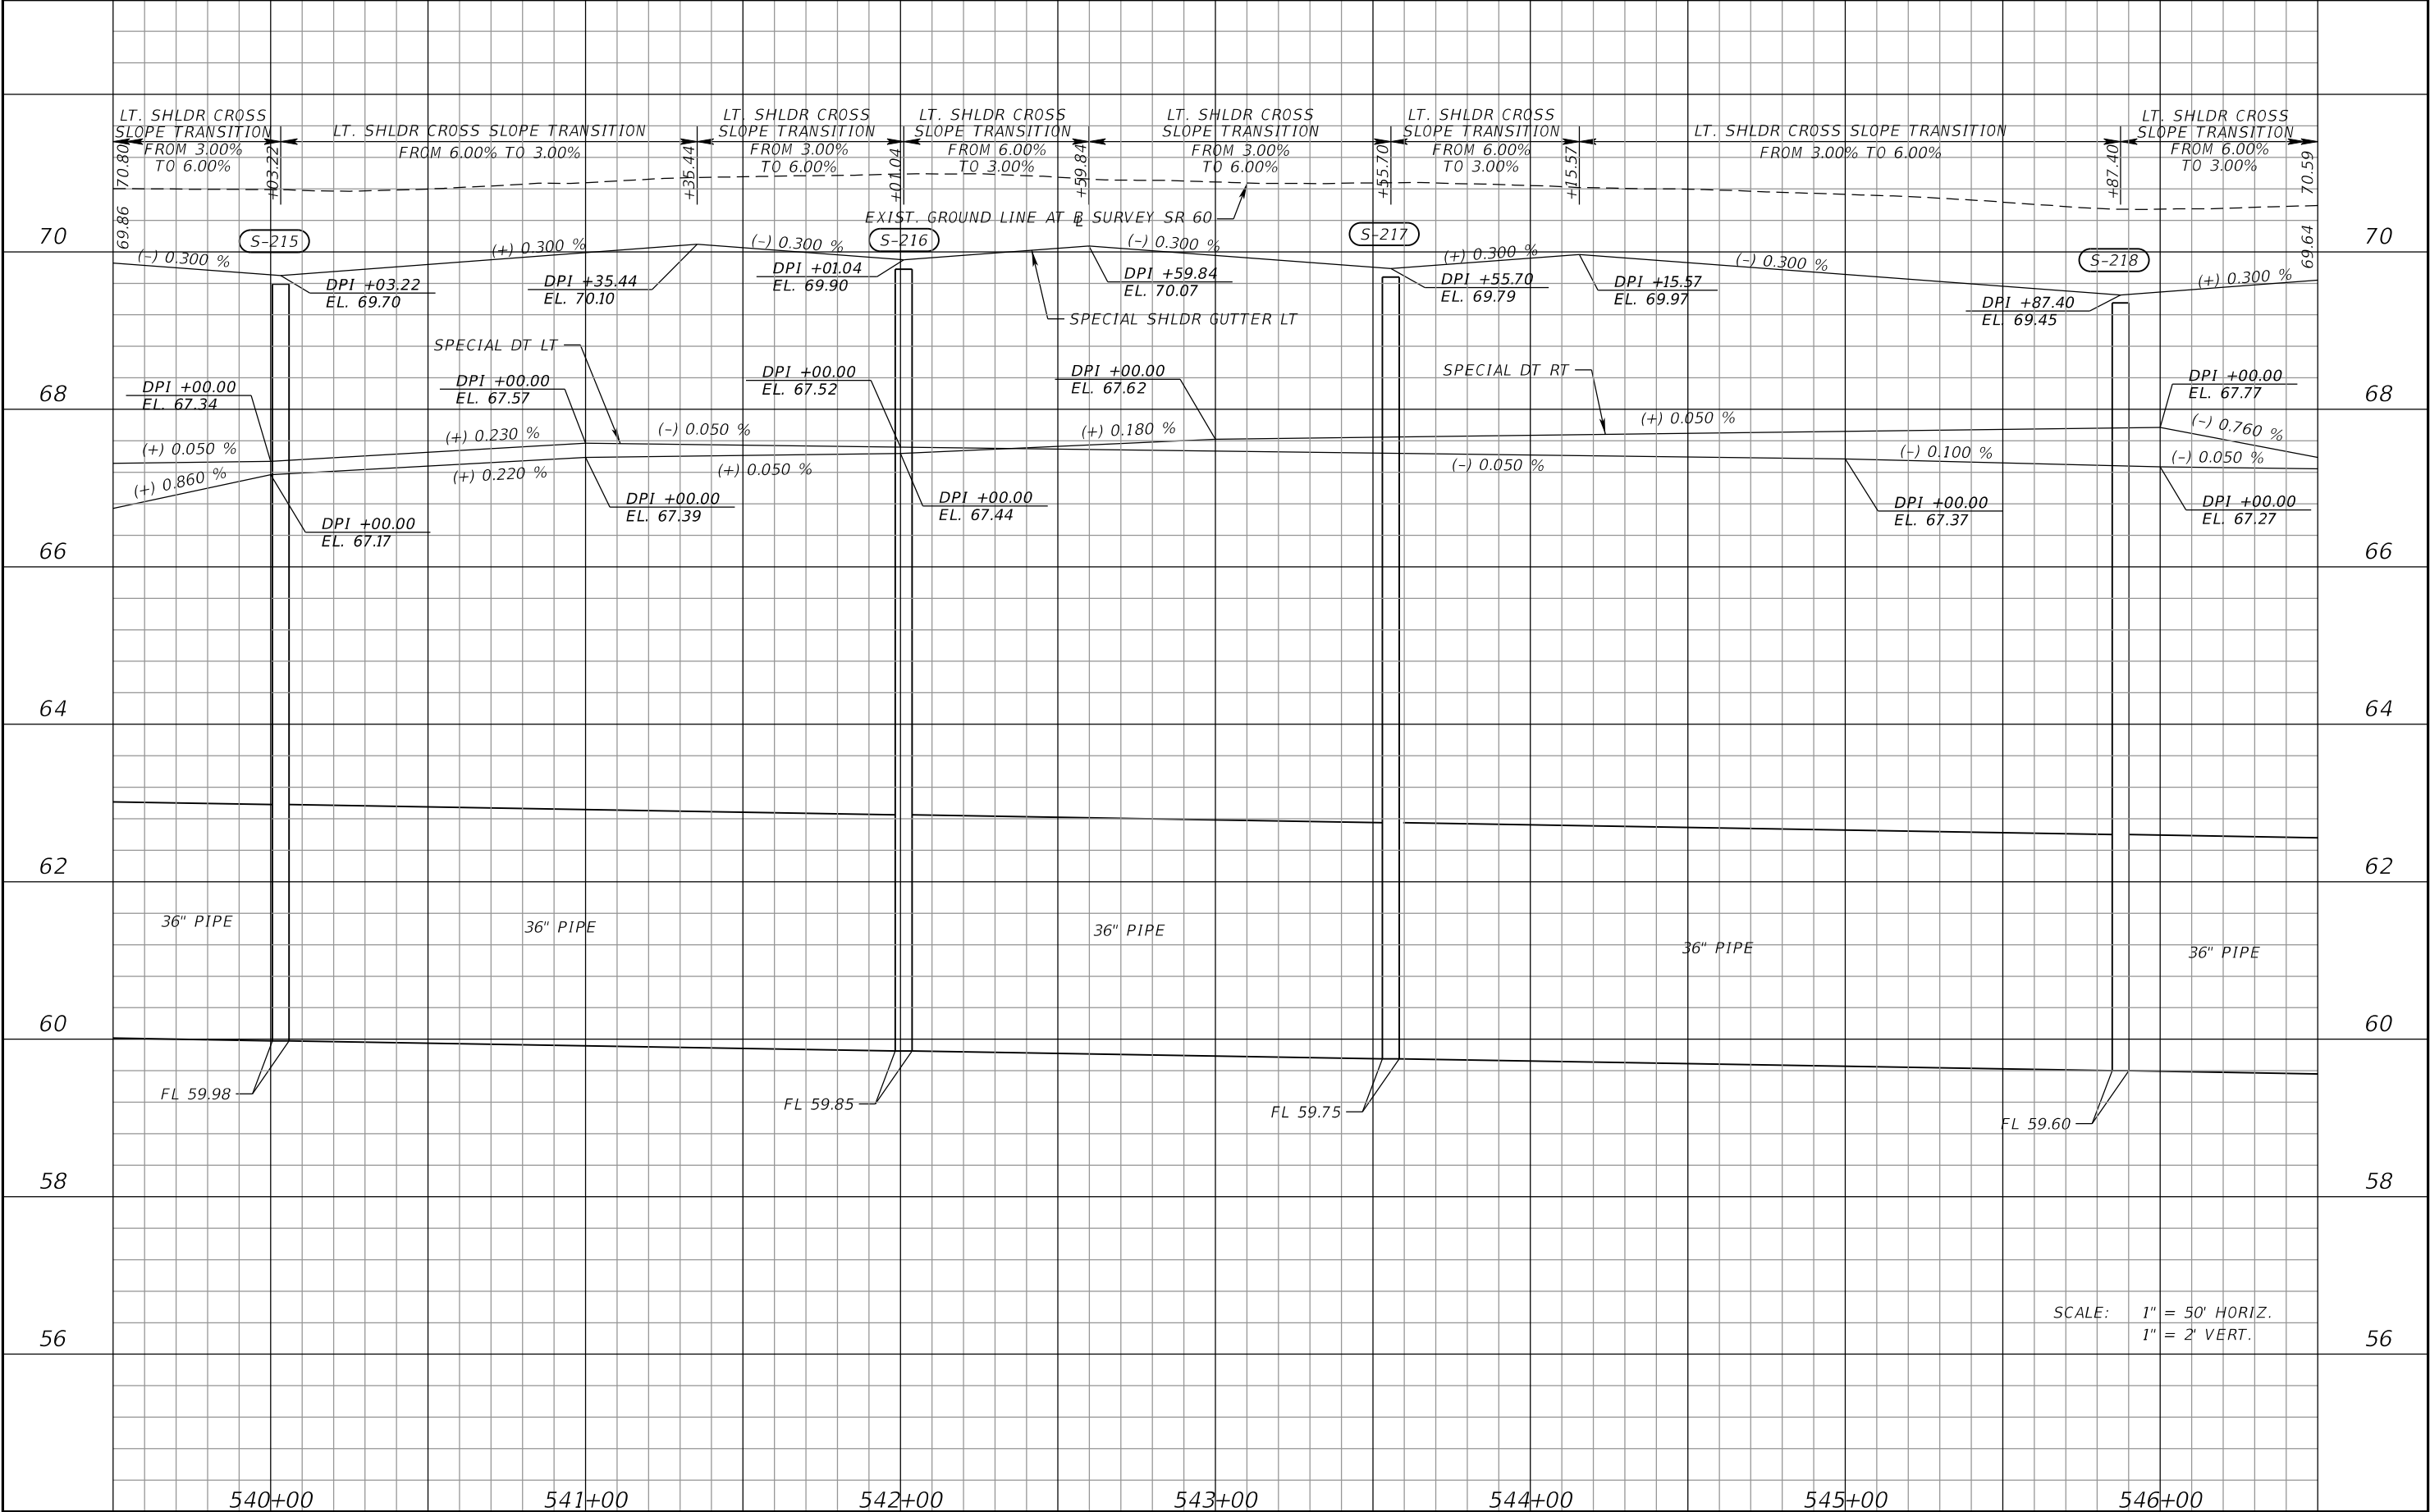 LT. SHLDR CROSS
SLOPE TRANSITION
FROM 3.00%
TO 6.00%
LT. SHLDR CROSS SLOPE TRANSITION
FROM 6.00% TO 3.00%
LT. SHLDR CROSS
SLOPE TRANSITION
FROM 3.00%
TO 6.00%
LT. SHLDR CROSS
SLOPE TRANSITION
FROM 6.00%
TO 3.00%
LT. SHLDR CROSS
SLOPE TRANSITION
FROM 3.00%
TO 6.00%
LT. SHLDR CROSS
SLOPE TRANSITION
FROM 6.00%
TO 3.00%
LT. SHLDR CROSS SLOPE TRANSITION
FROM 3.00% TO 6.00%
LT. SHLDR CROSS
SLOPE TRANSITION
FROM 6.00%
TO 3.00%
70.80
+03.22
+35.44
+01.04
+59.84
+55.70
+15.57
+87.40
70.59
69.86
69.64
EXIST. GROUND LINE AT B SURVEY SR 60
70
S-215
S-216
S-217
S-218
70
(-) 0.300 %
(+) 0.300 %
(-) 0.300 %
(-) 0.300 %
(+) 0.300 %
(-) 0.300 %
(+) 0.300 %
DPI +03.22
EL. 69.70
DPI +35.44
EL. 70.10
DPI +01.04
EL. 69.90
DPI +59.84
EL. 70.07
DPI +55.70
EL. 69.79
DPI +15.57
EL. 69.97
DPI +87.40
EL. 69.45
SPECIAL SHLDR GUTTER LT
SPECIAL DT LT
SPECIAL DT RT
68
DPI +00.00
EL. 67.34
DPI +00.00
EL. 67.57
DPI +00.00
EL. 67.52
DPI +00.00
EL. 67.62
DPI +00.00
EL. 67.77
68
(+) 0.050 %
(+) 0.230 %
(-) 0.050 %
(+) 0.180 %
(+) 0.050 %
(-) 0.760 %
(+) 0.860 %
(+) 0.220 %
(+) 0.050 %
(-) 0.050 %
(-) 0.100 %
(-) 0.050 %
DPI +00.00
EL. 67.17
DPI +00.00
EL. 67.39
DPI +00.00
EL. 67.44
DPI +00.00
EL. 67.37
DPI +00.00
EL. 67.27
66
66
64
64
62
62
36" PIPE
36" PIPE
36" PIPE
36" PIPE
36" PIPE
60
60
FL 59.98
FL 59.85
FL 59.75
FL 59.60
58
58
SCALE: 1" = 50' HORIZ.
1" = 2' VERT.
56
56
540+00
541+00
542+00
543+00
544+00
545+00
546+00